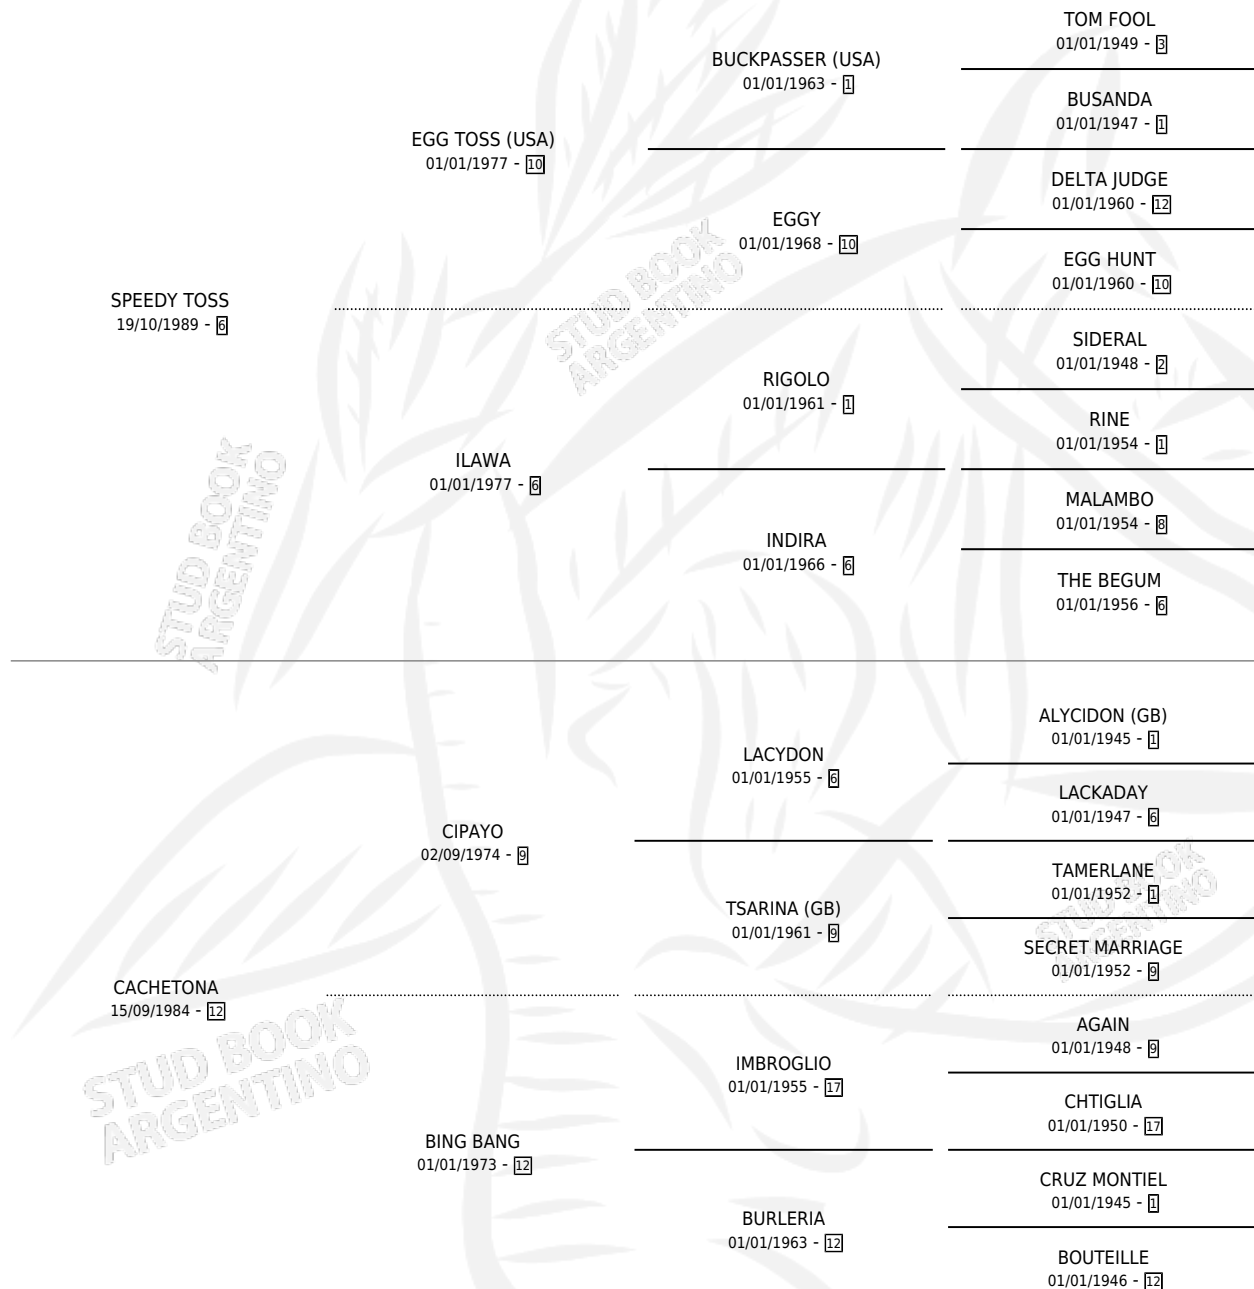 TOM FOOL
01/01/1949 - 3
BUCKPASSER (USA)
01/01/1963 - 1
BUSANDA
01/01/1947 - 1
EGG TOSS (USA)
01/01/1977 - 10
DELTA JUDGE
01/01/1960 - 12
EGGY
01/01/1968 - 10
EGG HUNT
01/01/1960 - 10
SPEEDY TOSS
19/10/1989 - 6
STUD BOOK
ARGENTINO
SIDERAL
01/01/1948 - 2
RIGOLO
01/01/1961 - 1
RINE
01/01/1954 - 1
ILAWA
01/01/1977 - 6
MALAMBO
01/01/1954 - 8
INDIRA
01/01/1966 - 6
THE BEGUM
01/01/1956 - 6
STUD BOOK
ARGENTINO
ALYCIDON (GB)
01/01/1945 - 1
LACYDON
01/01/1955 - 6
LACKADAY
01/01/1947 - 6
CIPAYO
02/09/1974 - 9
TAMERLANE
01/01/1952 - 1
TSARINA (GB)
01/01/1961 - 9
SECRET MARRIAGE
01/01/1952 - 9
STUD BOOK
ARGENTINO
CACHETONA
15/09/1984 - 12
AGAIN
01/01/1948 - 9
IMBROGLIO
01/01/1955 - 17
CHTIGLIA
01/01/1950 - 17
STUD BOOK
ARGENTINO
BING BANG
01/01/1973 - 12
CRUZ MONTIEL
01/01/1945 - 1
BURLERIA
01/01/1963 - 12
BOUTEILLE
01/01/1946 - 12